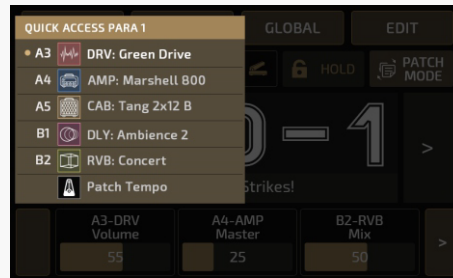 QUICK ACCESS PARA 1
GLOBAL
EDIT
A3 DRV: Green Drive
A4 AMP: Marshell 800
A5 CAB: Tang 2x12 B
B1 DLY: Ambience 2
B2 RVB: Concert
Patch Tempo
HOLD
PATCH
MODE
0-1
>
Strikes!
A3-DRV
Volume
55
A4-AMP
Master
25
B2-RVB
Mix
50
>